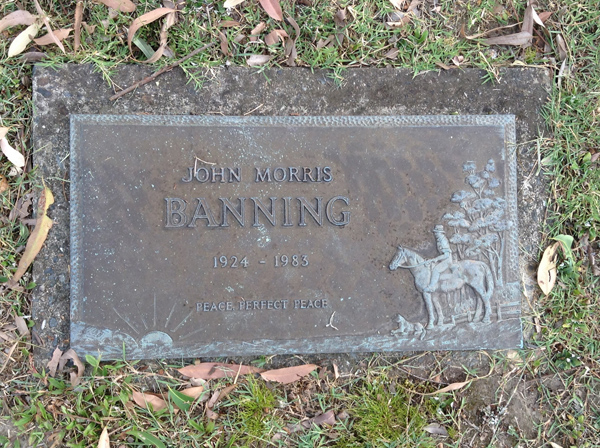 JOHN MORRIS
BANNING
1924 - 1983
PEACE, PERFECT PEACE